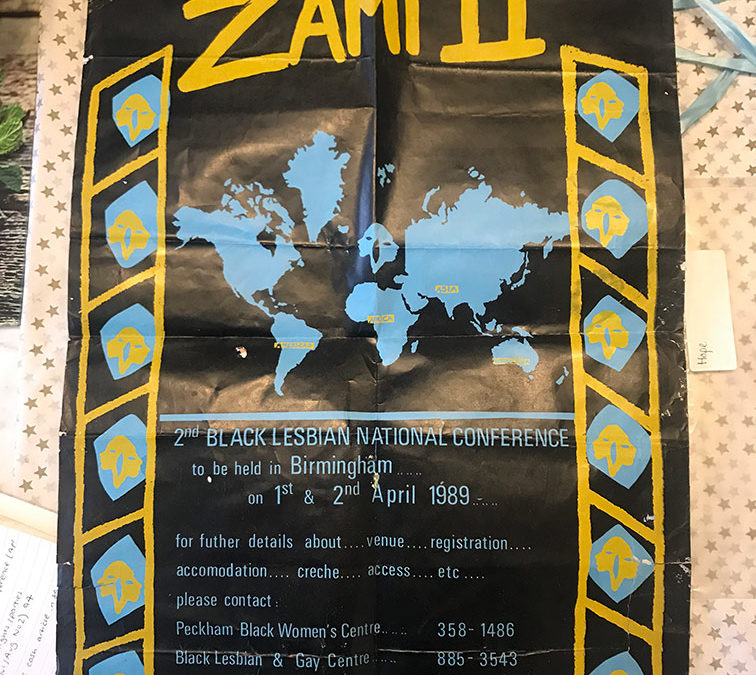 ZAMI II
ASIA
AFRICA
AMERICAS
2nd BLACK LESBIAN NATIONAL CONFERENCE
to be held in Birmingham.....
on 1st & 2nd April 1989.....
for futher details about....venue....registration....
accomodation.... creche.... access .... etc ....
please contact:
Peckham Black Women's Centre..... 358-1486
Black Lesbian & Gay Centre ..... 885-3543
Hope